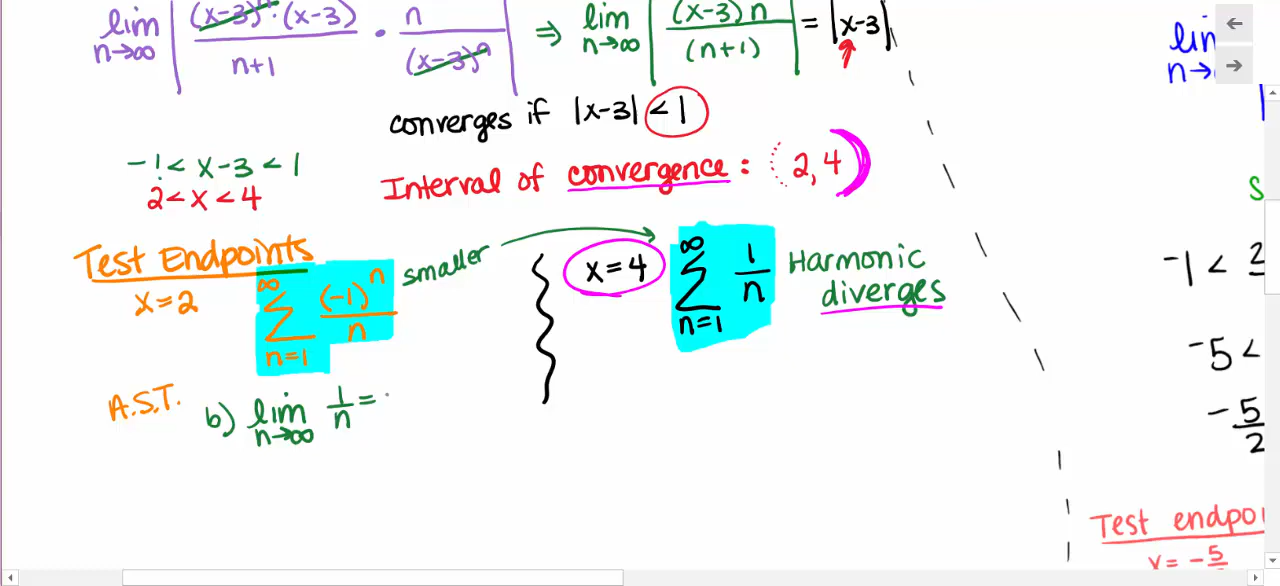 lim n→∞ | (x-3)ⁿ · (x-3) / n+1 · n / (x-3)ⁿ | ⇒ lim n→∞ | (x-3) n / (n+1) | = |x-3|
converges if |x-3| < 1
-1 < x-3 < 1
2 < x < 4
Interval of convergence : (2, 4)
Test Endpoints
x=2 ∞ Σ n=1 (-1)ⁿ / n
smaller
x=4 ∞ Σ n=1 1/n Harmonic
diverges
A.S.T. b) lim n→∞ 1/n =
lim
n→
-1 < 2
-5 <
-5
2
Test endpo
x = -5